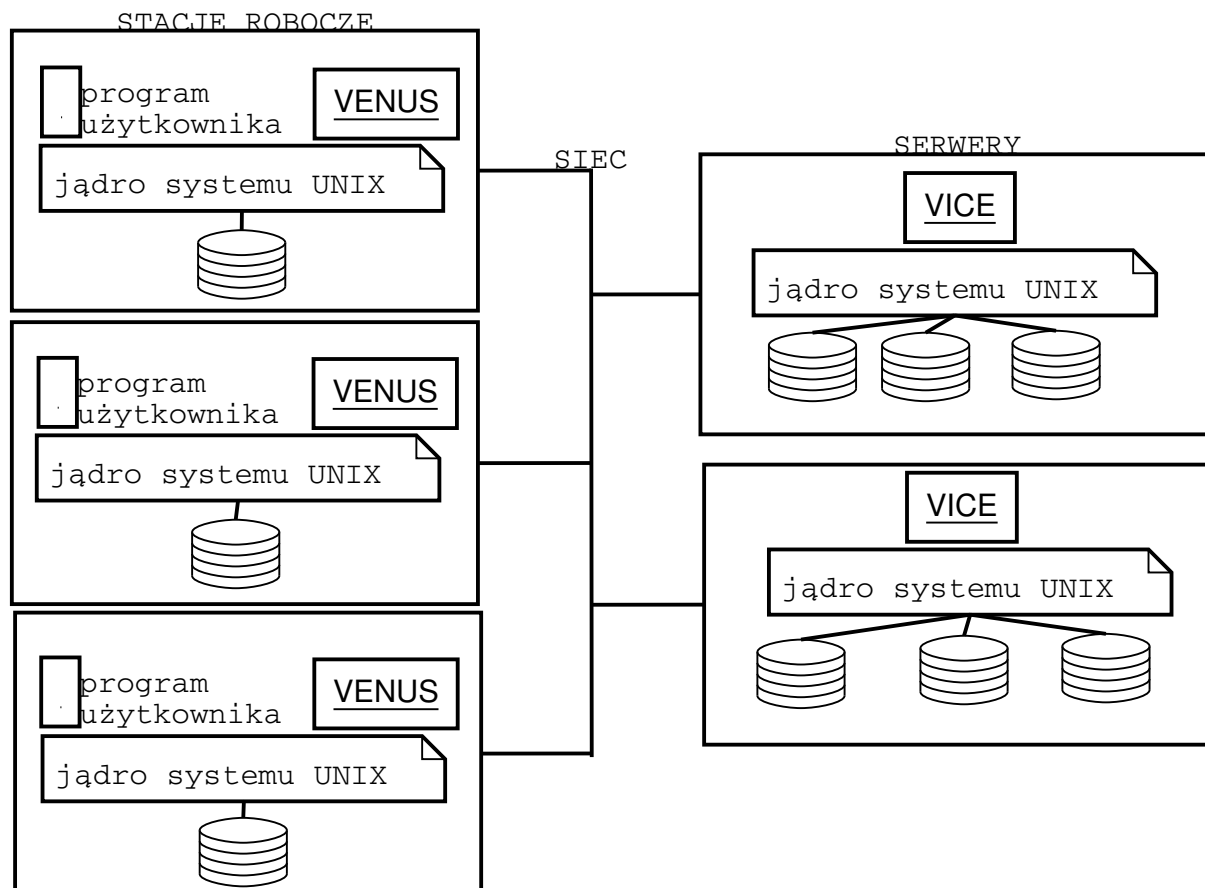 STACJE ROBOCZE
program
użytkownika
VENUS
jądro systemu UNIX
program
użytkownika
VENUS
jądro systemu UNIX
program
użytkownika
VENUS
jądro systemu UNIX
SIEC
SERWERY
VICE
jądro systemu UNIX
VICE
jądro systemu UNIX